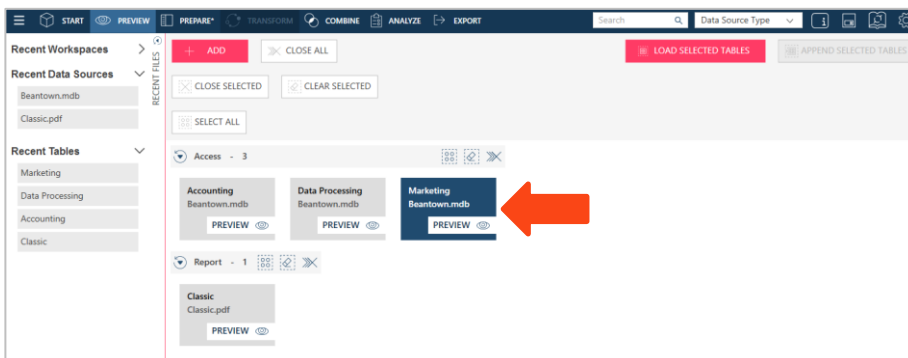 START PREVIEW PREPARE* TRANSFORM COMBINE ANALYZE EXPORT Search Data Source Type
Recent Workspaces
Recent Data Sources
Beantown.mdb
Classic.pdf
Recent Tables
Marketing
Data Processing
Accounting
Classic
RECENT FILES
ADD CLOSE ALL LOAD SELECTED TABLES APPEND SELECTED TABLES
CLOSE SELECTED CLEAR SELECTED
SELECT ALL
Access - 3
Accounting
Beantown.mdb
PREVIEW
Data Processing
Beantown.mdb
PREVIEW
Marketing
Beantown.mdb
PREVIEW
Report - 1
Classic
Classic.pdf
PREVIEW